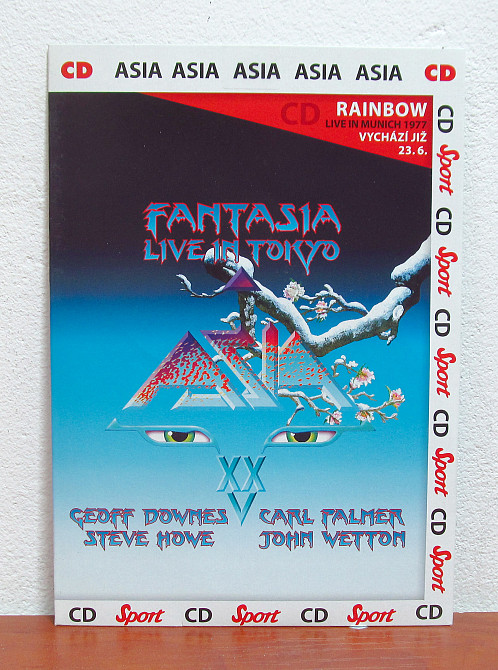 CD ASIA ASIA ASIA ASIA ASIA CD
CD RAINBOW
LIVE IN MUNICH 1977
VYCHÁZÍ JIŽ
23. 6.
FANTASIA
LIVE IN TOKYO
ASIA
XX
GEOFF DOWNES CARL PALMER
STEVE HOWE JOHN WETTON
CD Sport CD Sport CD Sport CD Sport CD Sport
CD Sport CD Sport CD Sport CD